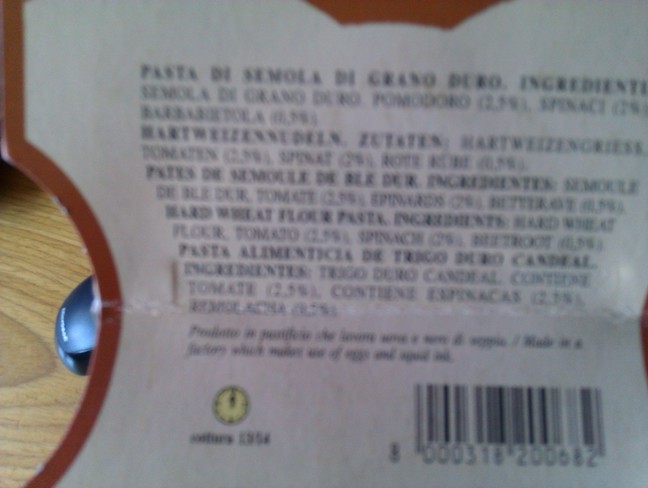 PASTA DI SEMOLA DI GRANO DURO. INGREDIENTI
SEMOLA DI GRANO DURO. POMODORO (2,5%), SPINACI (2%)
BARBABIETOLA (0,5%).
HARTWEIZENNUDELN. ZUTATEN: HARTWEIZENGRIESS,
TOMATEN (2,5%), SPINAT (2%), ROTE RÜBE (0,5%).
PATES DE SEMOULE DE BLE DUR. INGREDIENTES: SEMOULE
DE BLE DUR, TOMATE (2,5%), EPINARDS (2%), BETTERAVE (0,5%).
HARD WHEAT FLOUR PASTA. INGREDIENTS: HARD WHEAT
FLOUR, TOMATO (2,5%), SPINACH (2%), BEETROOT (0,5%).
PASTA ALIMENTICIA DE TRIGO DURO CANDEAL.
INGREDIENTES: TRIGO DURO CANDEAL. CONTIENE
TOMATE (2,5%), CONTIENE ESPINACAS (2,5%),
REMOLACHA
Prodotto in pastificio che lavora uova e nero di seppia. / Made in a
factory which makes use of eggs and squid ink.
cottura
8 000318 200682